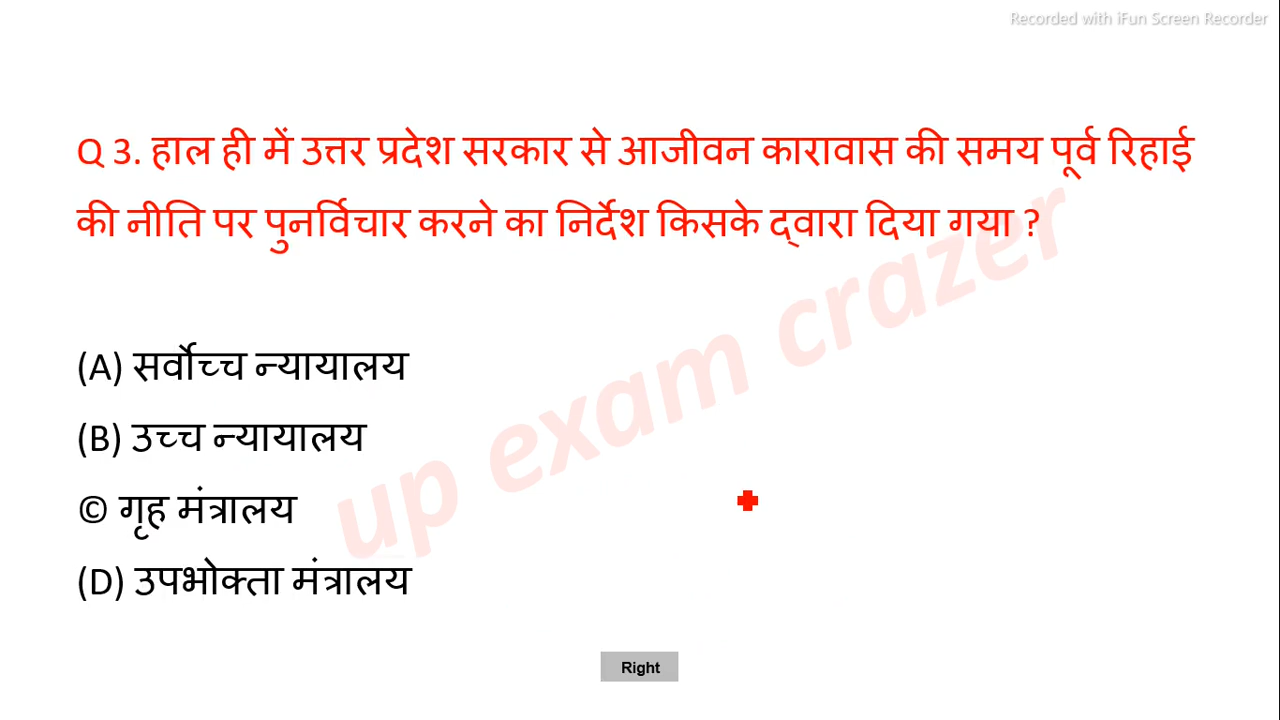 Recorded with iFun Screen Recorder
Q 3. हाल ही में उत्तर प्रदेश सरकार से आजीवन कारावास की समय पूर्व रिहाई
की नीति पर पुनर्विचार करने का निर्देश किसके द्वारा दिया गया ?
(A) सर्वोच्च न्यायालय
(B) उच्च न्यायालय
© गृह मंत्रालय
(D) उपभोक्ता मंत्रालय
up exam crazer
Right